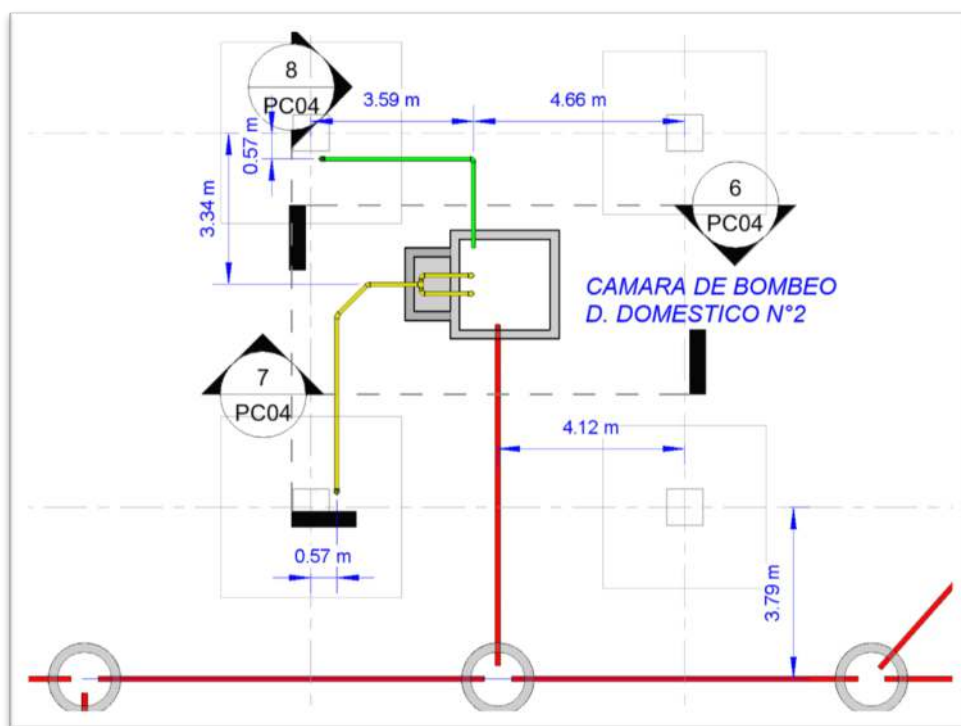 8
PC04
3.59 m
4.66 m
0.57 m
3.34 m
6
PC04
CAMARA DE BOMBEO
D. DOMESTICO N°2
7
PC04
4.12 m
0.57 m
3.79 m